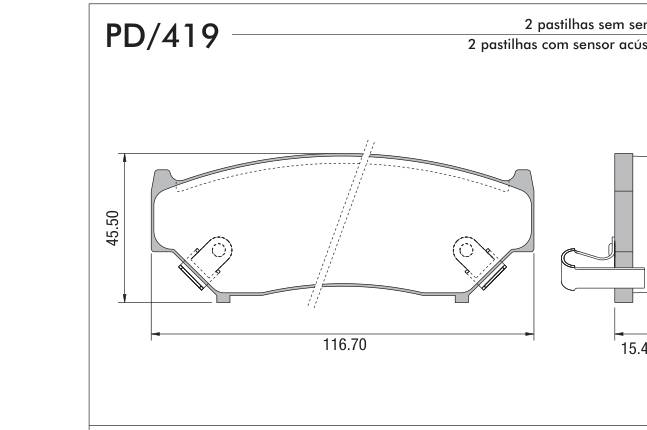 PD/419
2 pastilhas sem
2 pastilhas com sensor
45.50
116.70
15.4